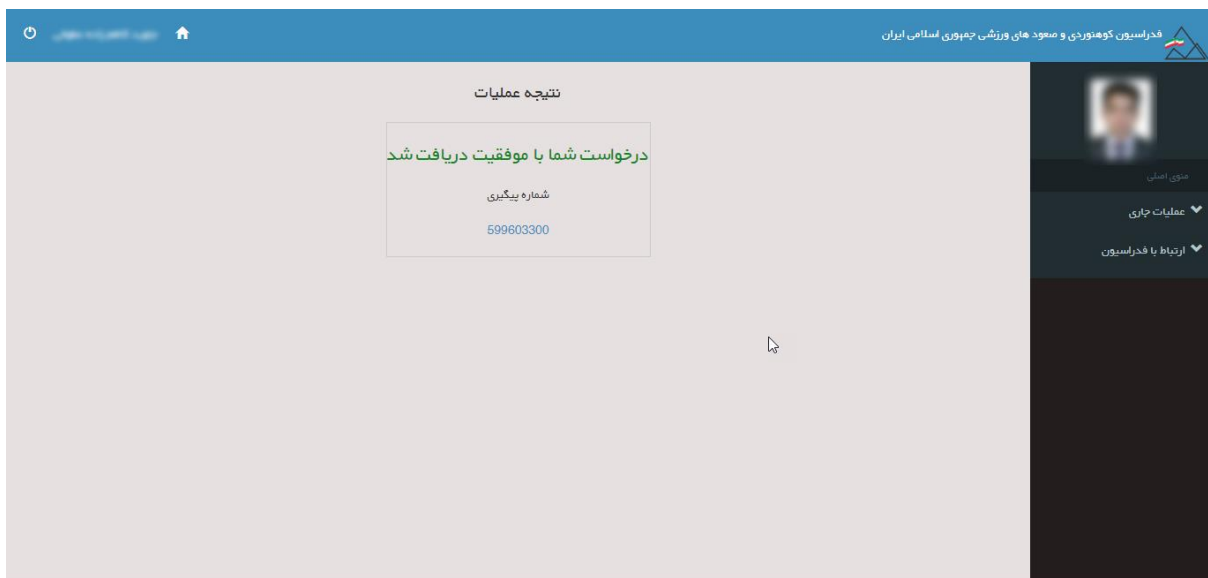 فدراسیون کوهنوردی و صعود های ورزشی جمهوری اسلامی ایران
منوی اصلی
عملیات جاری
ارتباط با فدراسیون
نتیجه عملیات
درخواست شما با موفقیت دریافت شد
شماره پیگیری
599603300